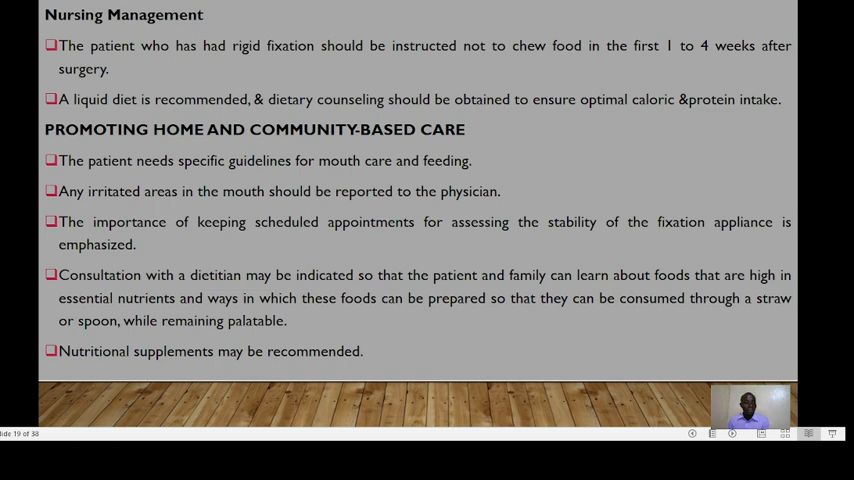 Nursing Management
❑The patient who has had rigid fixation should be instructed not to chew food in the first 1 to 4 weeks after
surgery.
❑A liquid diet is recommended, & dietary counseling should be obtained to ensure optimal caloric &protein intake.
PROMOTING HOME AND COMMUNITY-BASED CARE
❑The patient needs specific guidelines for mouth care and feeding.
❑Any irritated areas in the mouth should be reported to the physician.
❑The importance of keeping scheduled appointments for assessing the stability of the fixation appliance is
emphasized.
❑Consultation with a dietitian may be indicated so that the patient and family can learn about foods that are high in
essential nutrients and ways in which these foods can be prepared so that they can be consumed through a straw
or spoon, while remaining palatable.
❑Nutritional supplements may be recommended.
lide 19 of 38